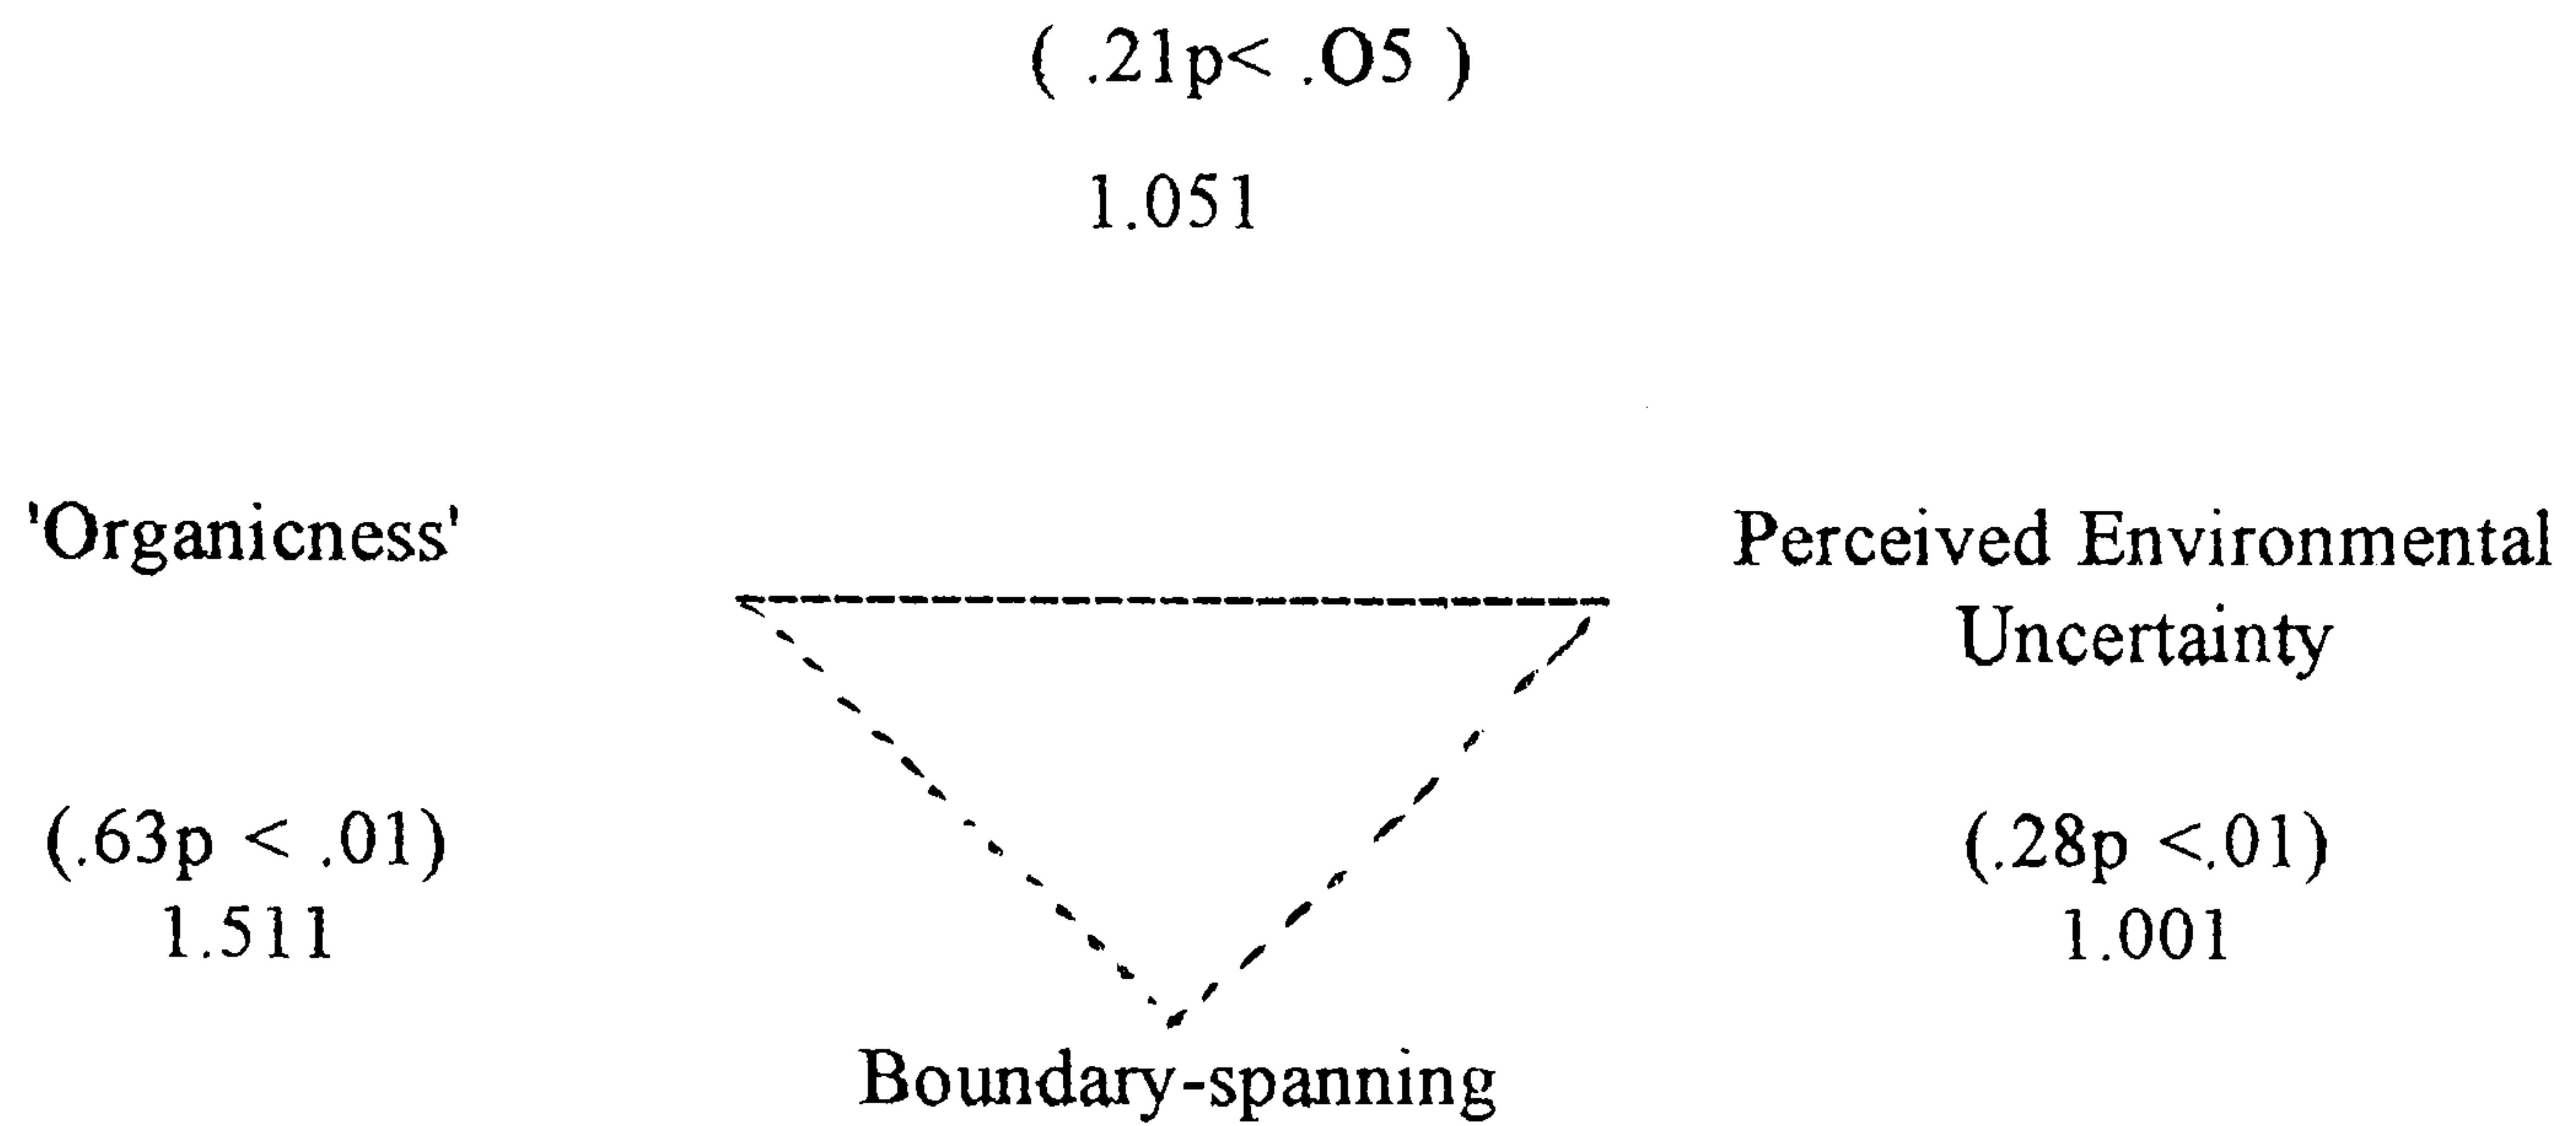 ( .21p< .O5 )
1.051
'Organicness'
Perceived Environmental
Uncertainty
(.63p < .01)
1.511
(.28p <.01)
1.001
Boundary-spanning